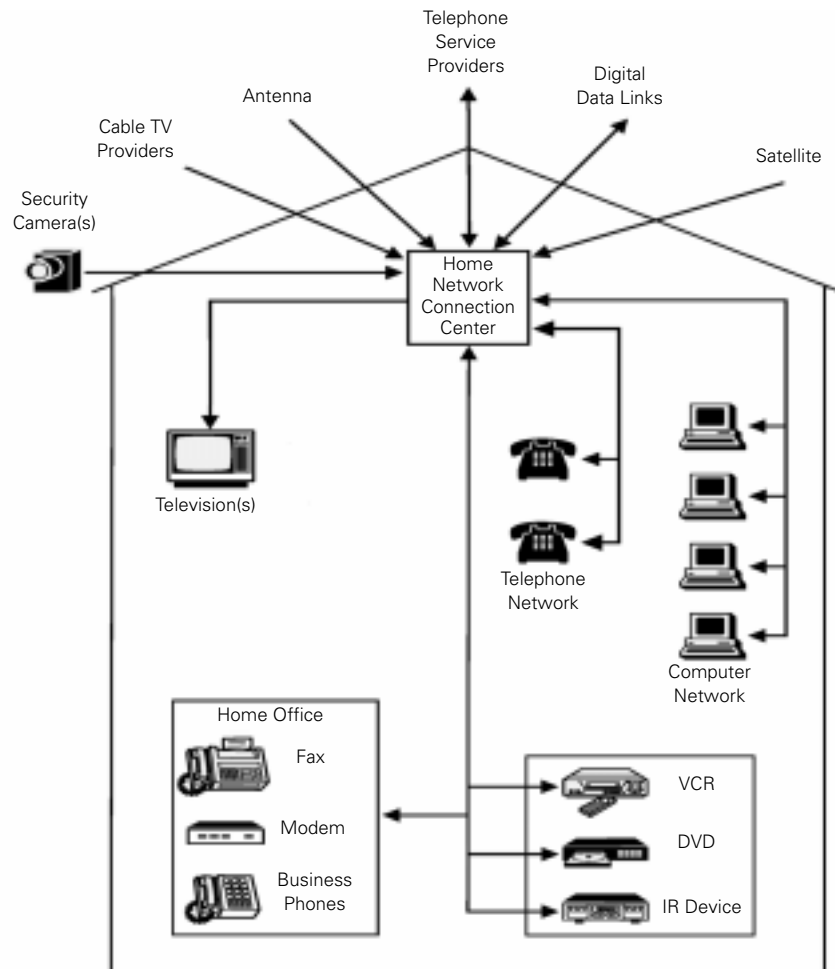 Telephone
Service
Providers
Digital
Data Links
Antenna
Cable TV
Providers
Satellite
Security
Camera(s)
Home
Network
Connection
Center
Television(s)
Telephone
Network
Computer
Network
Home Office
Fax
Modem
Business
Phones
VCR
DVD
IR Device